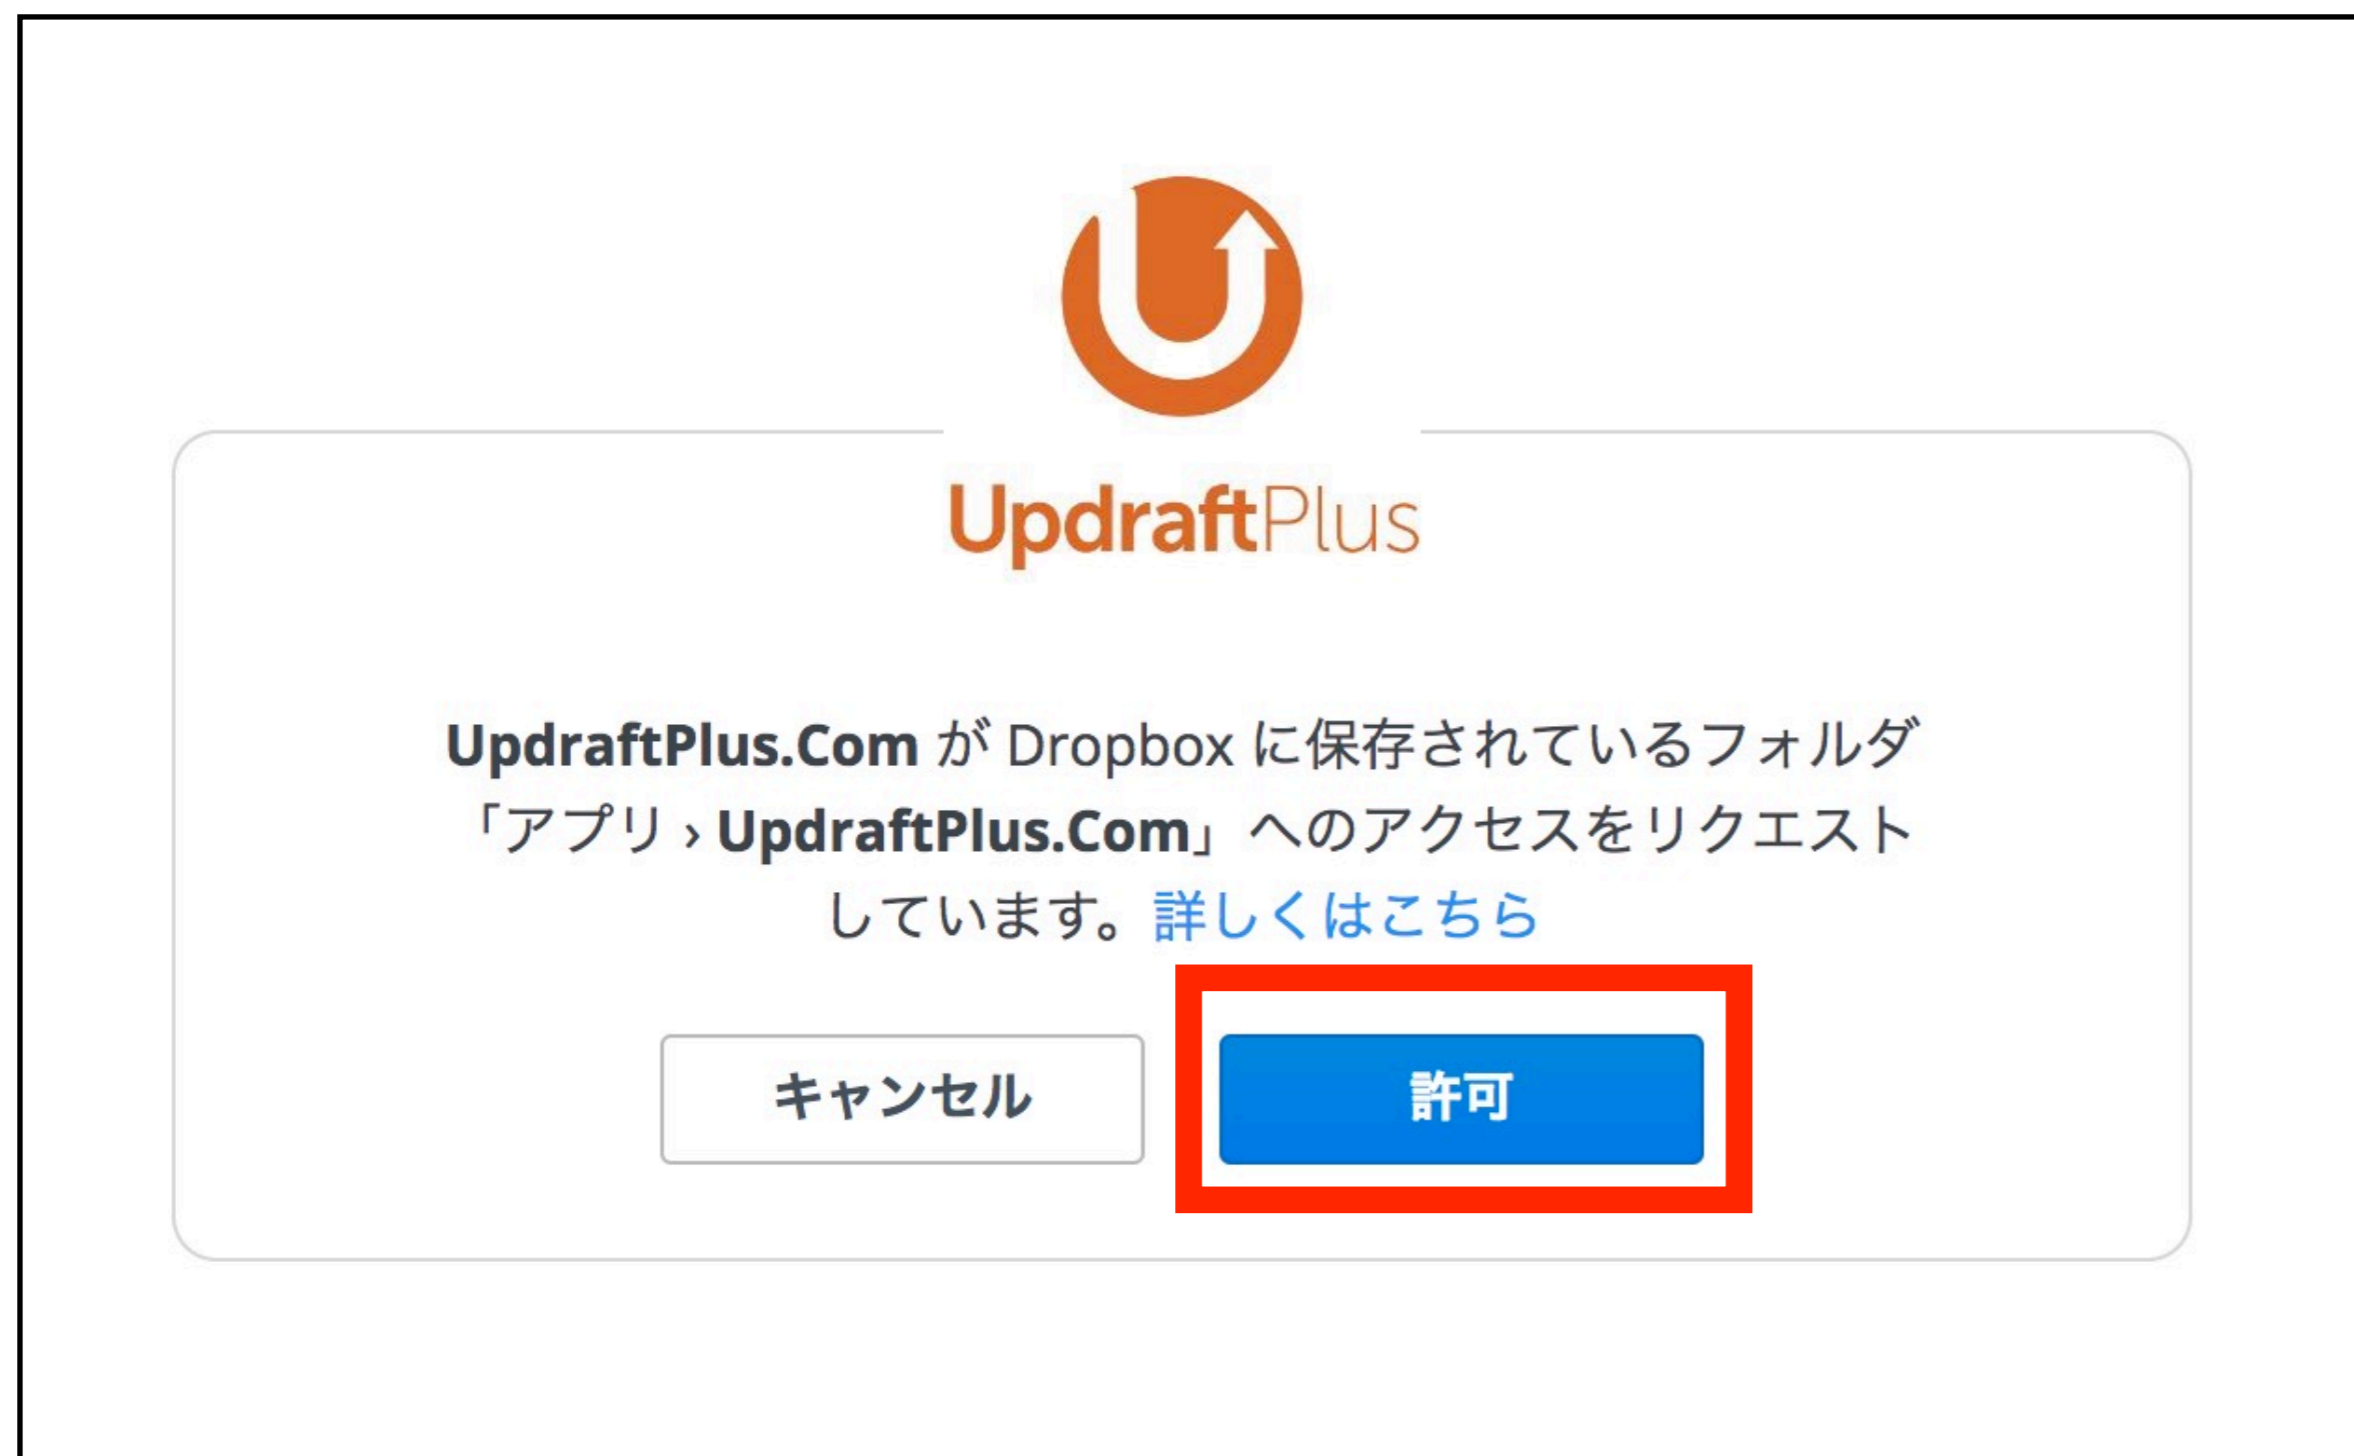 UpdraftPlus
UpdraftPlus.Com が Dropbox に保存されているフォルダ
「アプリ › UpdraftPlus.Com」へのアクセスをリクエスト
しています。詳しくはこちら
キャンセル
許可